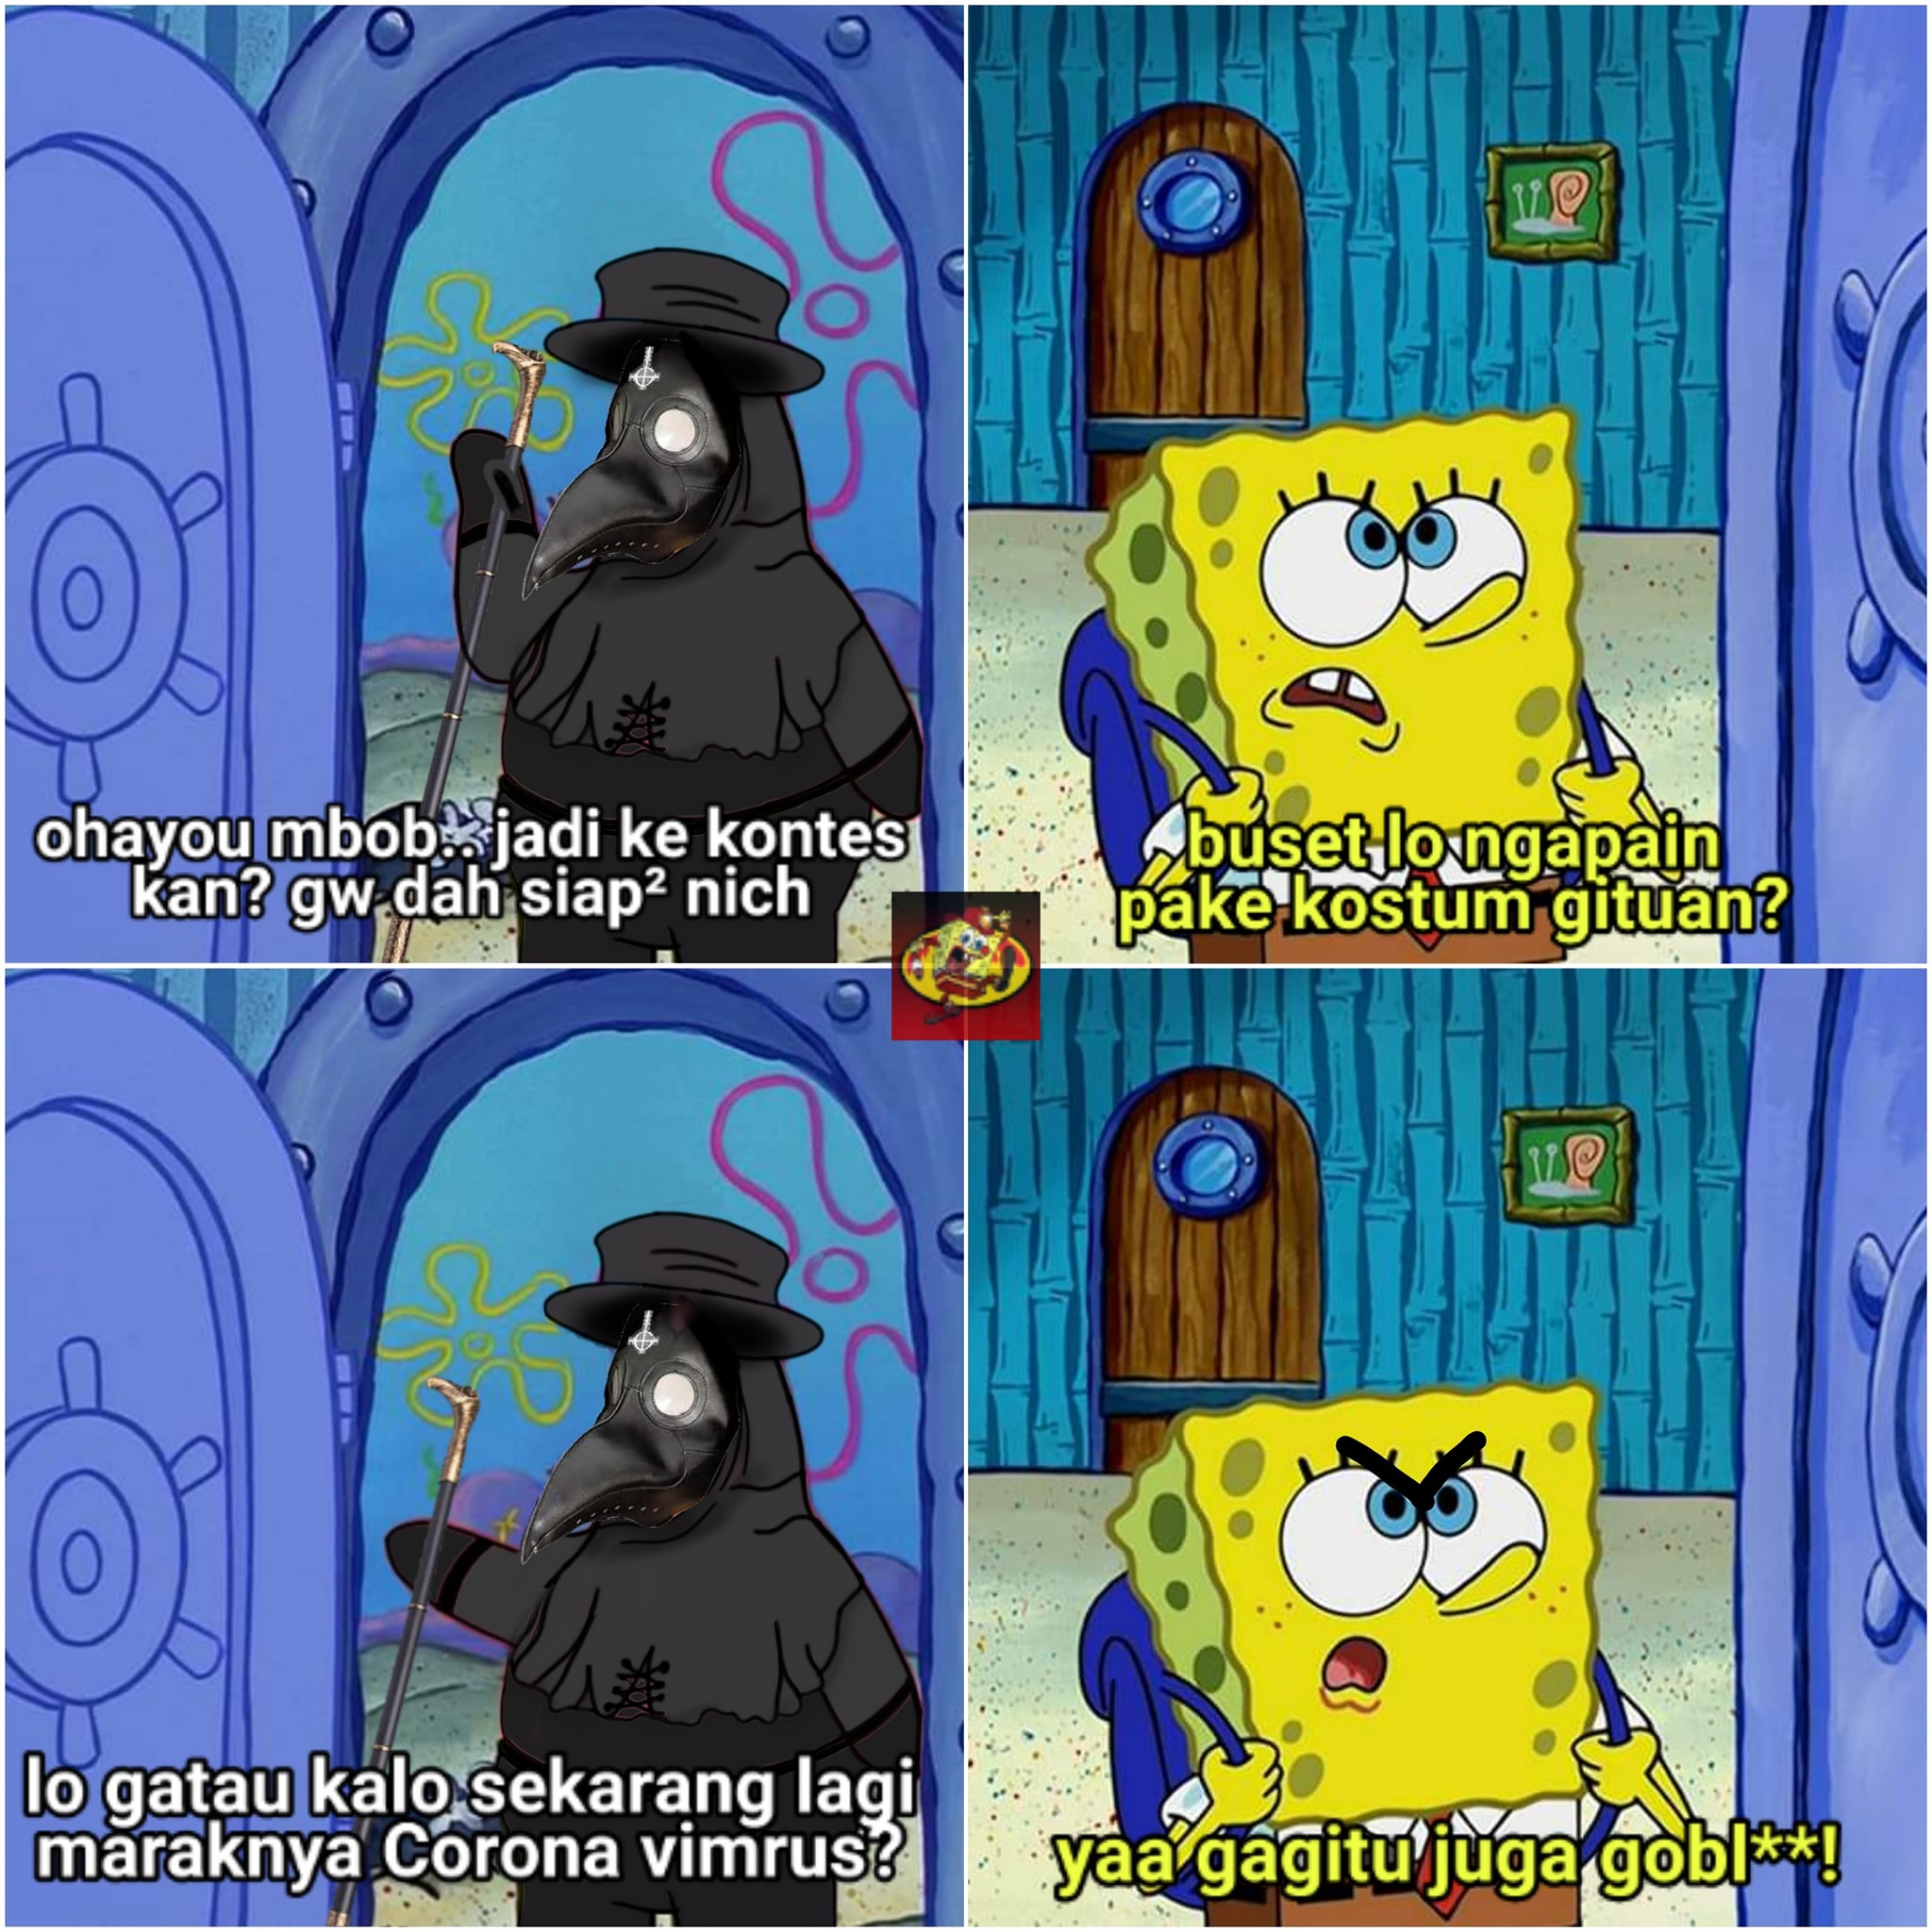 ohayou mbob.. jadi ke kontes
kan? gw dah siap² nich
buset lo ngapain
pake kostum gituan?
lo gatau kalo sekarang lagi
maraknya Corona vimrus?
yaa gagitu juga gobl**!